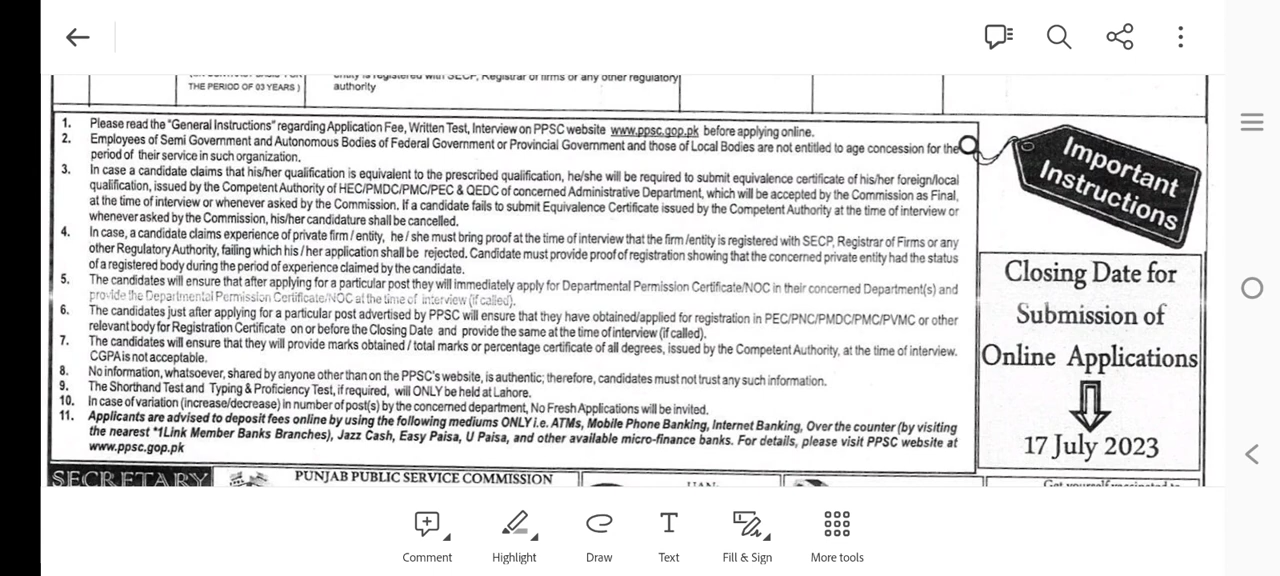 THE PERIOD OF 03 YEARS )
entity is registered with SECP, Registrar of firms or any other regulatory
authority
1. Please read the "General Instructions" regarding Application Fee, Written Test, Interview on PPSC website www.ppsc.gop.pk before applying online.
2. Employees of Semi Government and Autonomous Bodies of Federal Government or Provincial Government and those of Local Bodies are not entitled to age concession for the
period of their service in such organization.
3. In case a candidate claims that his/her qualification is equivalent to the prescribed qualification, he/she will be required to submit equivalence certificate of his/her foreign/local
qualification, issued by the Competent Authority of HEC/PMDC/PMC/PEC & QEDC of concerned Administrative Department, which will be accepted by the Commission as Final,
at the time of interview or whenever asked by the Commission. If a candidate fails to submit Equivalence Certificate issued by the Competent Authority at the time of interview or
whenever asked by the Commission, his/her candidature shall be cancelled.
4. In case, a candidate claims experience of private firm / entity, he / she must bring proof at the time of interview that the firm /entity is registered with SECP, Registrar of Firms or any
other Regulatory Authority, failing which his / her application shall be rejected. Candidate must provide proof of registration showing that the concerned private entity had the status
of a registered body during the period of experience claimed by the candidate.
5. The candidates will ensure that after applying for a particular post they will immediately apply for Departmental Permission Certificate/NOC in their concerned Department(s) and
provide the Departmental Permission Certificate/NOC at the time of interview (if called).
6. The candidates just after applying for a particular post advertised by PPSC will ensure that they have obtained/applied for registration in PEC/PNC/PMDC/PMC/PVMC or other
relevant body for Registration Certificate on or before the Closing Date and provide the same at the time of interview (if called).
7. The candidates will ensure that they will provide marks obtained / total marks or percentage certificate of all degrees, issued by the Competent Authority, at the time of interview.
CGPA is not acceptable.
8. No information, whatsoever, shared by anyone other than on the PPSC's website, is authentic; therefore, candidates must not trust any such information.
9. The Shorthand Test and Typing & Proficiency Test, if required, will ONLY be held at Lahore.
10. In case of variation (increase/decrease) in number of post(s) by the concerned department, No Fresh Applications will be invited.
11. Applicants are advised to deposit fees online by using the following mediums ONLY i.e. ATMs, Mobile Phone Banking, Internet Banking, Over the counter (by visiting
the nearest *1Link Member Banks Branches), Jazz Cash, Easy Paisa, U Paisa, and other available micro-finance banks. For details, please visit PPSC website at
www.ppsc.gop.pk
Important
Instructions
Closing Date for
Submission of
Online Applications
17 July 2023
SECRETARY
PUNJAB PUBLIC SERVICE COMMISSION
Get yourself vaccinated to
Comment
Highlight
Draw
Text
Fill & Sign
More tools